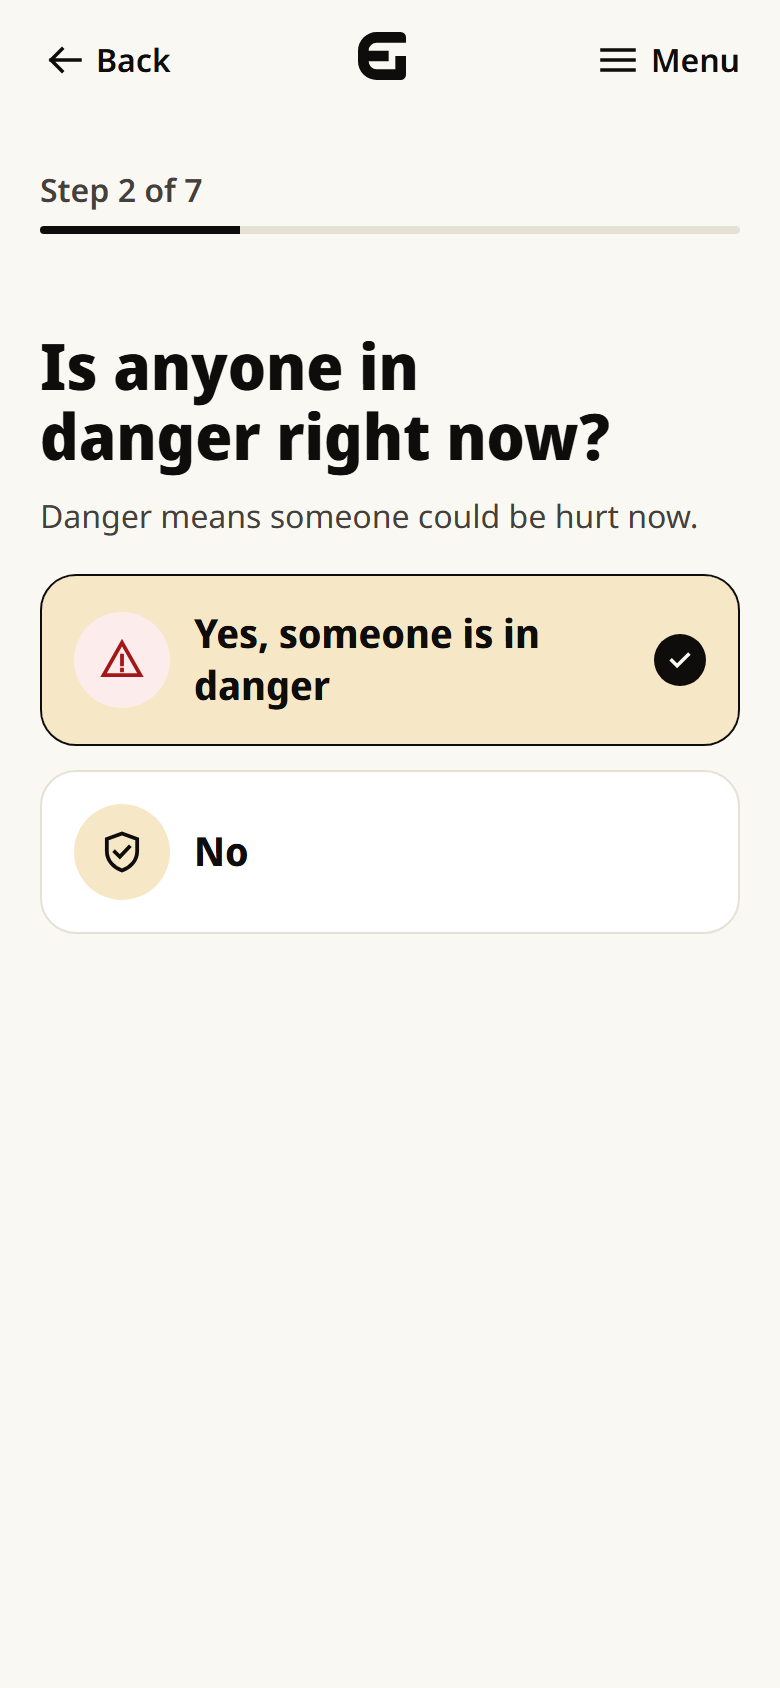 Back
Menu
Step 2 of 7
Is anyone in
danger right now?
Danger means someone could be hurt now.
Yes, someone is in
danger
No